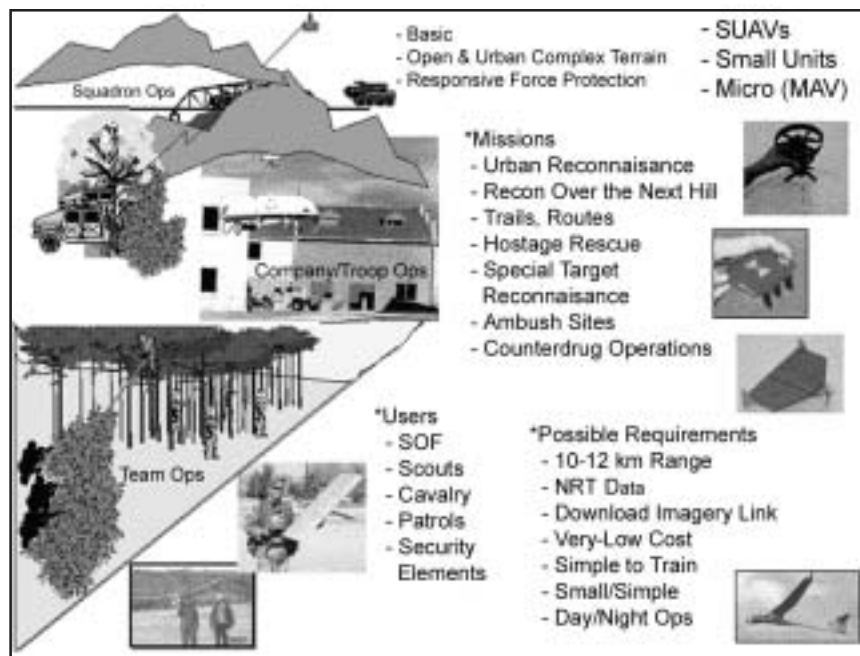 - Basic
- Open & Urban Complex Terrain
- Responsive Force Protection
- SUAVs
- Small Units
- Micro (MAV)
Squadron Ops
*Missions
- Urban Reconnaisance
- Recon Over the Next Hill
- Trails, Routes
- Hostage Rescue
- Special Target
Reconnaisance
- Ambush Sites
- Counterdrug Operations
Company/Troop Ops
Team Ops
*Users
- SOF
- Scouts
- Cavalry
- Patrols
- Security
Elements
*Possible Requirements
- 10-12 km Range
- NRT Data
- Download Imagery Link
- Very-Low Cost
- Simple to Train
- Small/Simple
- Day/Night Ops